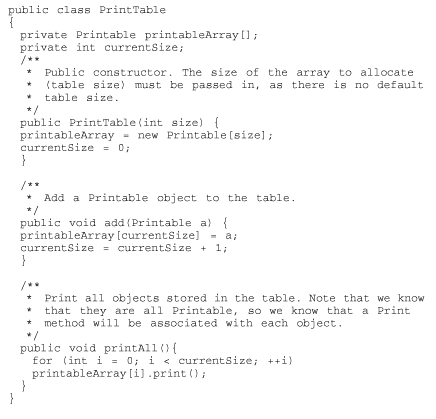 public class PrintTable
{
  private Printable printableArray[];
  private int currentSize;
  /**
   *  Public constructor. The size of the array to allocate
   *  (table size) must be passed in, as there is no default
   *  table size.
   */
  public PrintTable(int size) {
  printableArray = new Printable[size];
  currentSize = 0;
  }

  /**
   *  Add a Printable object to the table.
   */
  public void add(Printable a) {
  printableArray[currentSize] = a;
  currentSize = currentSize + 1;
  }

  /**
   *  Print all objects stored in the table. Note that we know
   *  that they are all Printable, so we know that a Print
   *  method will be associated with each object.
   */
  public void printAll(){
    for (int i = 0; i < currentSize; ++i)
    printableArray[i].print();
  }
}